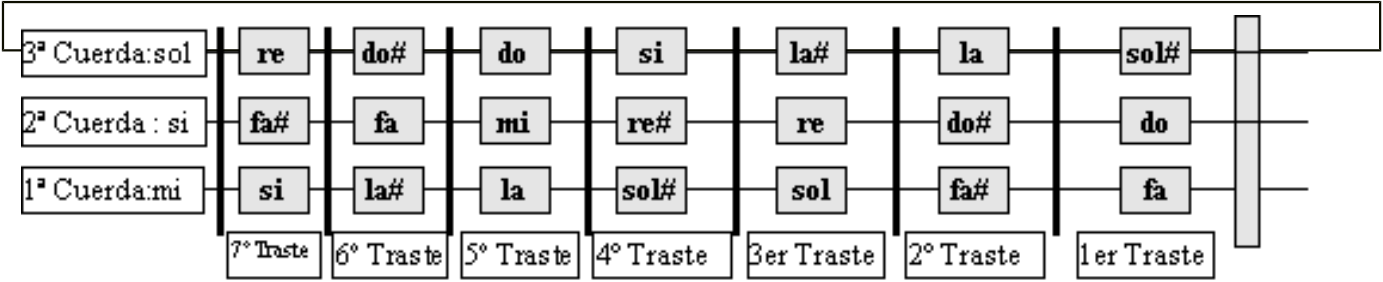 3ª Cuerda:sol re do# do si la# la sol#
2ª Cuerda : si fa# fa mi re# re do# do
1ª Cuerda:mi si la# la sol# sol fa# fa
7º Traste 6º Traste 5º Traste 4º Traste 3er Traste 2º Traste 1er Traste